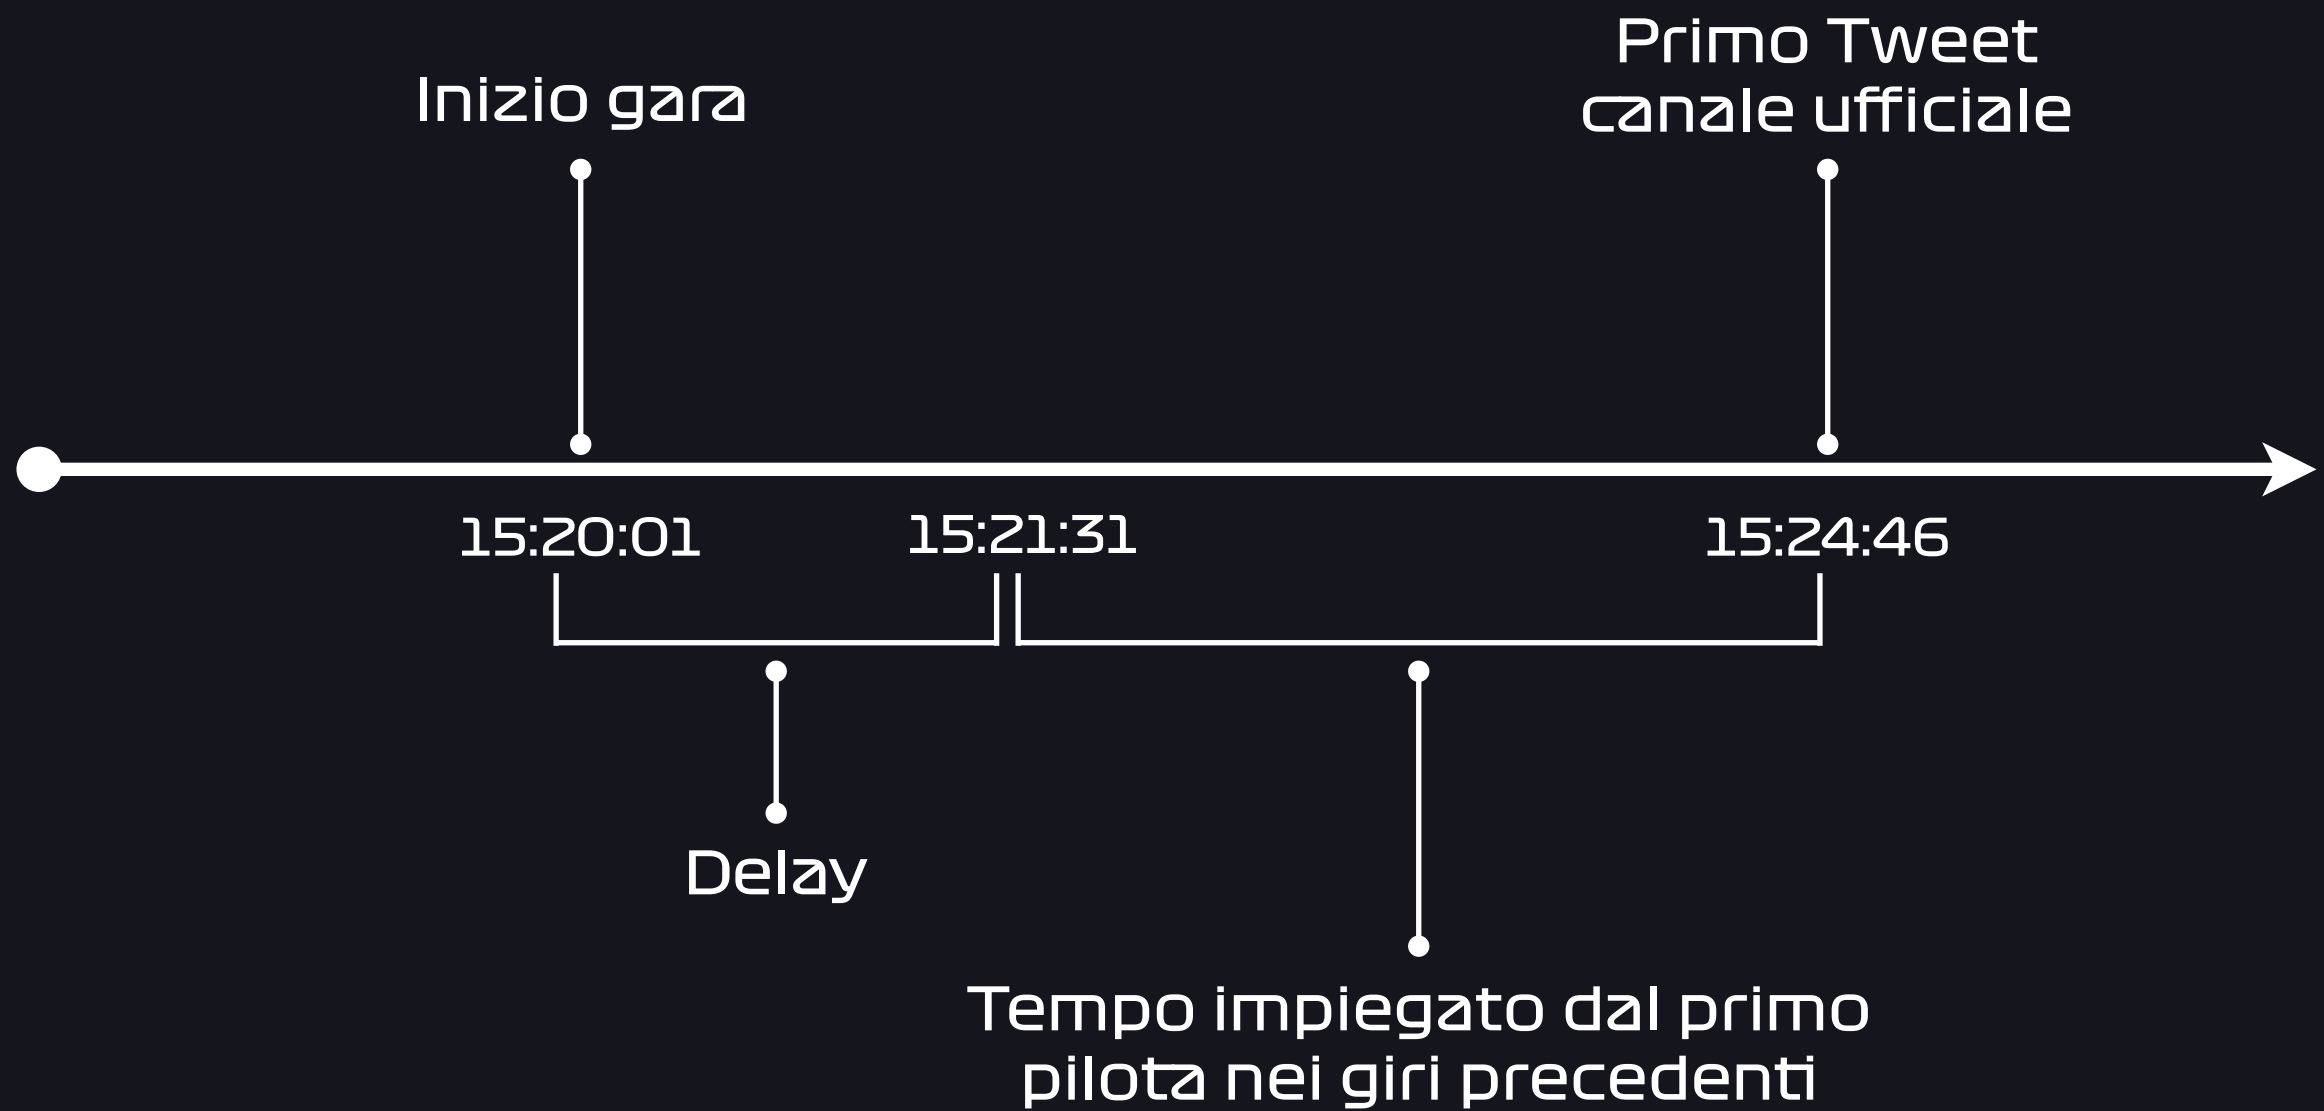 Inizio gara
Primo Tweet
canale ufficiale
15:20:01
15:21:31
15:24:46
Delay
Tempo impiegato dal primo
pilota nei giri precedenti